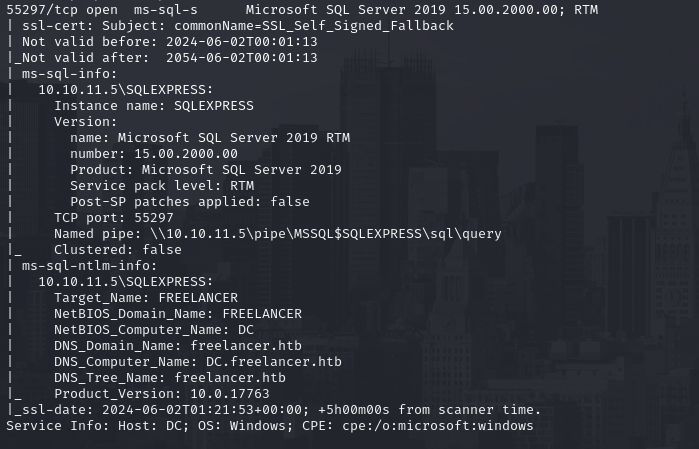 55297/tcp open  ms-sql-s      Microsoft SQL Server 2019 15.00.2000.00; RTM
| ssl-cert: Subject: commonName=SSL_Self_Signed_Fallback
| Not valid before: 2024-06-02T00:01:13
|_Not valid after:  2054-06-02T00:01:13
| ms-sql-info:
|   10.10.11.5\SQLEXPRESS:
|     Instance name: SQLEXPRESS
|     Version:
|       name: Microsoft SQL Server 2019 RTM
|       number: 15.00.2000.00
|       Product: Microsoft SQL Server 2019
|       Service pack level: RTM
|       Post-SP patches applied: false
|     TCP port: 55297
|     Named pipe: \\10.10.11.5\pipe\MSSQL$SQLEXPRESS\sql\query
|_    Clustered: false
| ms-sql-ntlm-info:
|   10.10.11.5\SQLEXPRESS:
|     Target_Name: FREELANCER
|     NetBIOS_Domain_Name: FREELANCER
|     NetBIOS_Computer_Name: DC
|     DNS_Domain_Name: freelancer.htb
|     DNS_Computer_Name: DC.freelancer.htb
|     DNS_Tree_Name: freelancer.htb
|_    Product_Version: 10.0.17763
|_ssl-date: 2024-06-02T01:21:53+00:00; +5h00m00s from scanner time.
Service Info: Host: DC; OS: Windows; CPE: cpe:/o:microsoft:windows